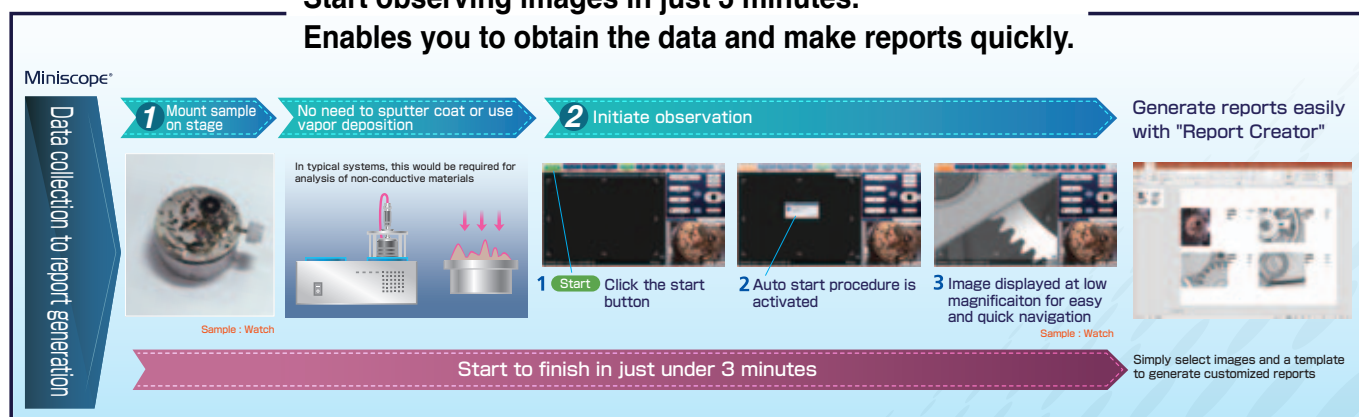 Start observing images in just 3 minutes.
Enables you to obtain the data and make reports quickly.
Miniscope®
Data collection to report generation
1 Mount sample
on stage
No need to sputter coat or use
vapor deposition
2 Initiate observation
Generate reports easily
with "Report Creator"
In typical systems, this would be required for
analysis of non-conductive materials
Sample : Watch
1 Start Click the start
button
2 Auto start procedure is
activated
3 Image displayed at low
magnificaiton for easy
and quick navigation
Sample : Watch
Start to finish in just under 3 minutes
Simply select images and a template
to generate customized reports